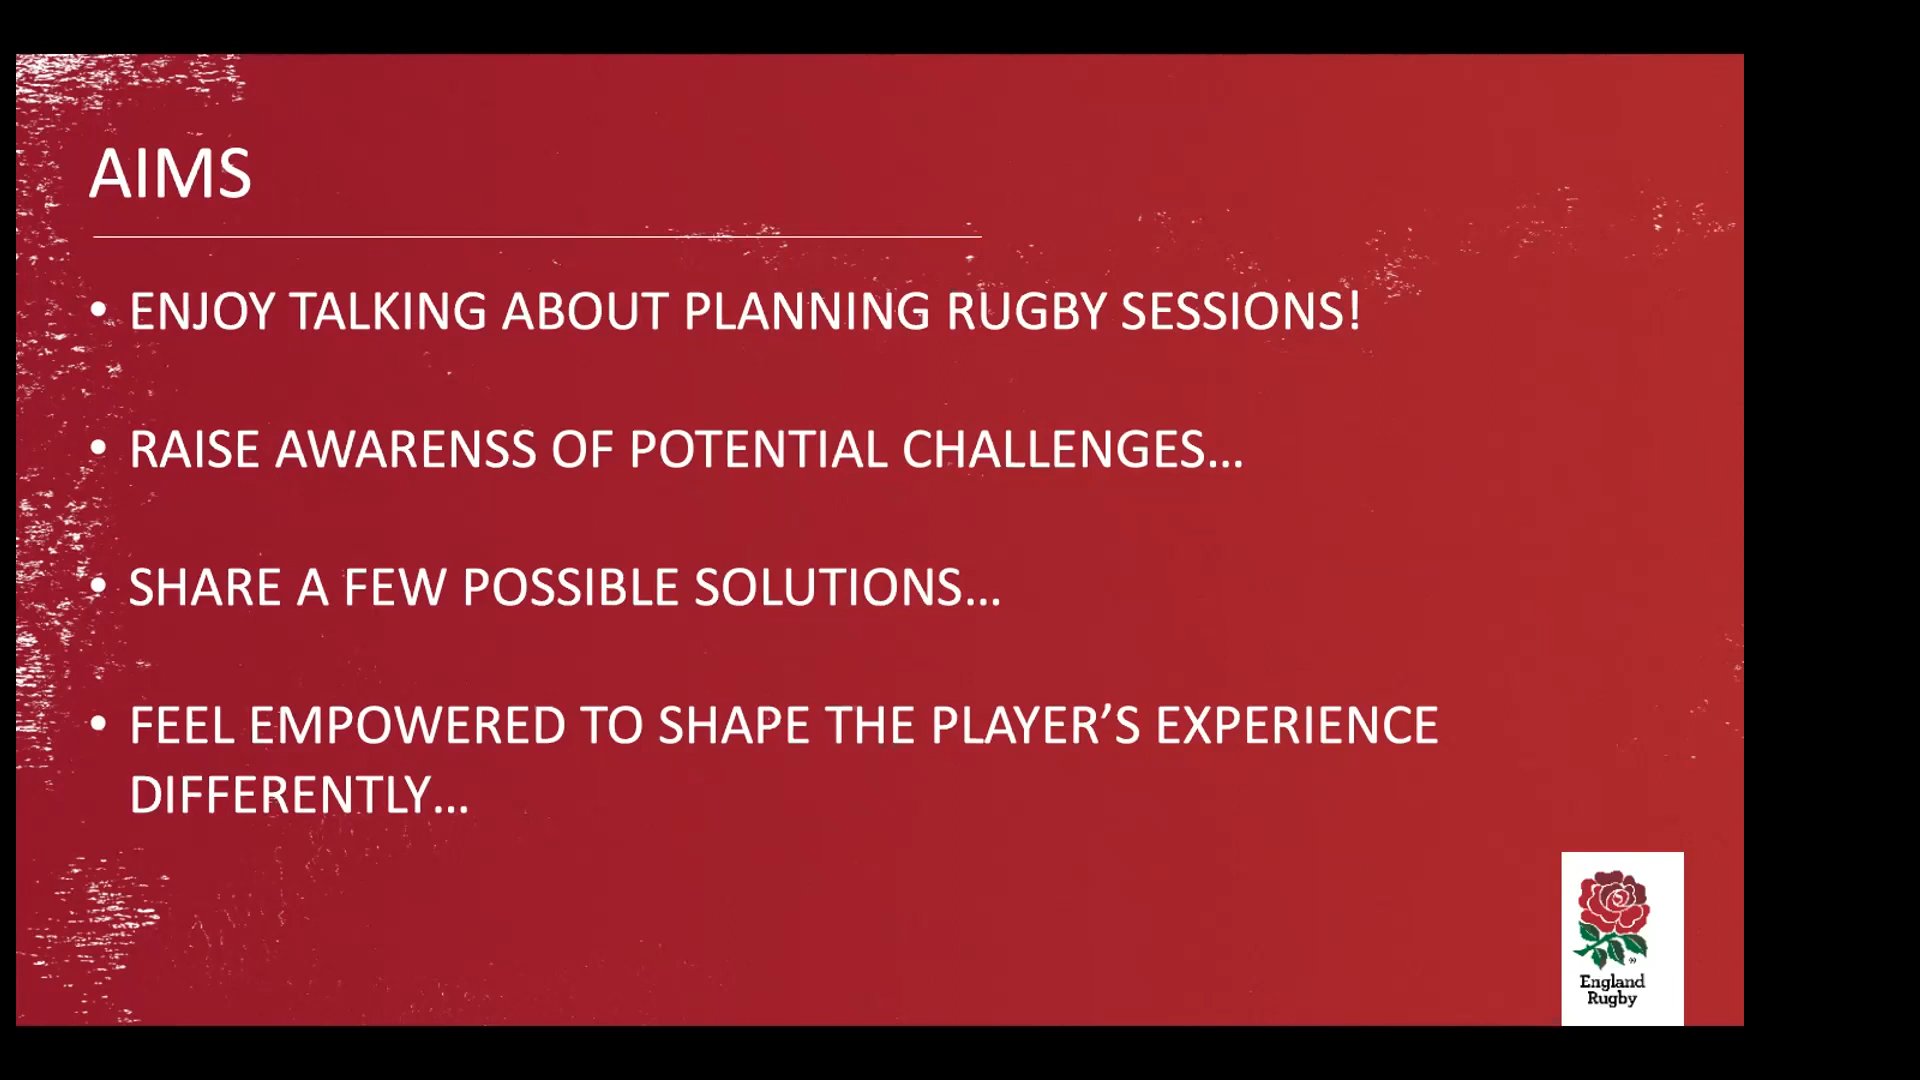 AIMS
• ENJOY TALKING ABOUT PLANNING RUGBY SESSIONS!
• RAISE AWARENSS OF POTENTIAL CHALLENGES…
• SHARE A FEW POSSIBLE SOLUTIONS…
• FEEL EMPOWERED TO SHAPE THE PLAYER’S EXPERIENCE
DIFFERENTLY…
England
Rugby